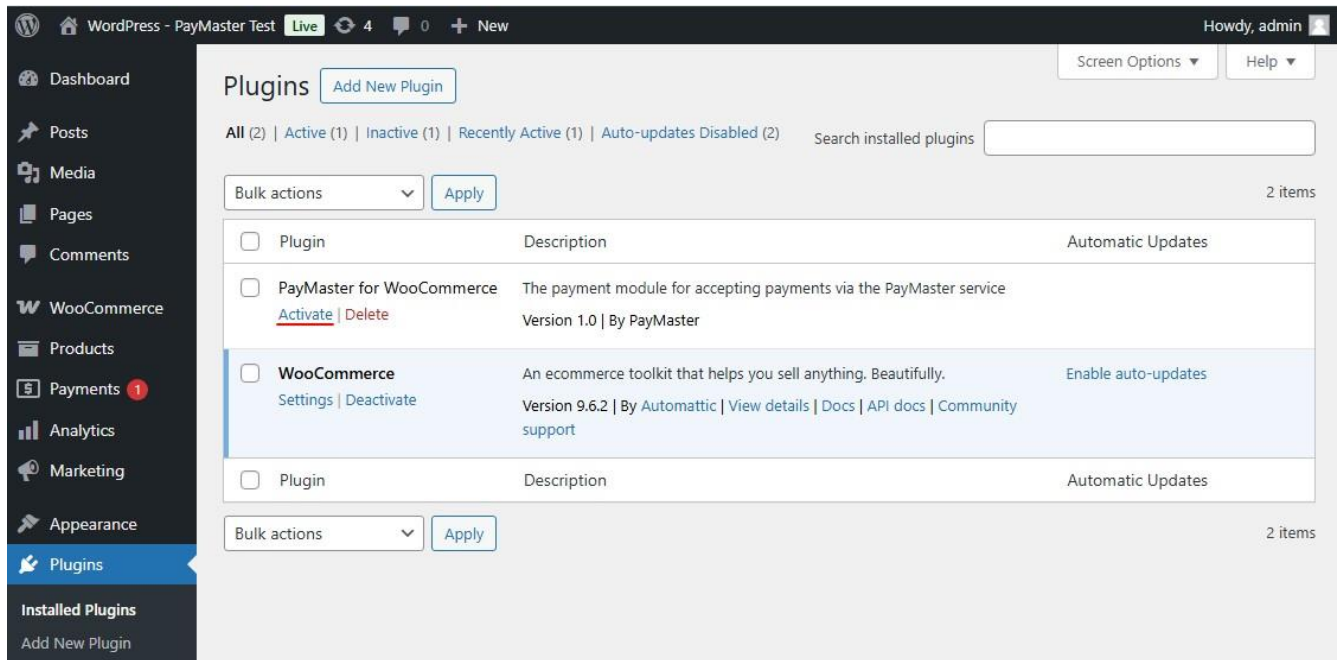 WordPress - PayMaster Test Live 4 0 New
Howdy, admin
Dashboard
Posts
Media
Pages
Comments
WooCommerce
Products
Payments 1
Analytics
Marketing
Appearance
Plugins
Installed Plugins
Add New Plugin
Screen Options ▼
Help ▼
Plugins Add New Plugin
All (2) | Active (1) | Inactive (1) | Recently Active (1) | Auto-updates Disabled (2)
Search installed plugins
Bulk actions Apply
2 items
Plugin Description Automatic Updates
PayMaster for WooCommerce
Activate | Delete
The payment module for accepting payments via the PayMaster service
Version 1.0 | By PayMaster
WooCommerce
Settings | Deactivate
An ecommerce toolkit that helps you sell anything. Beautifully.
Version 9.6.2 | By Automattic | View details | Docs | API docs | Community
support
Enable auto-updates
Plugin Description Automatic Updates
Bulk actions Apply
2 items